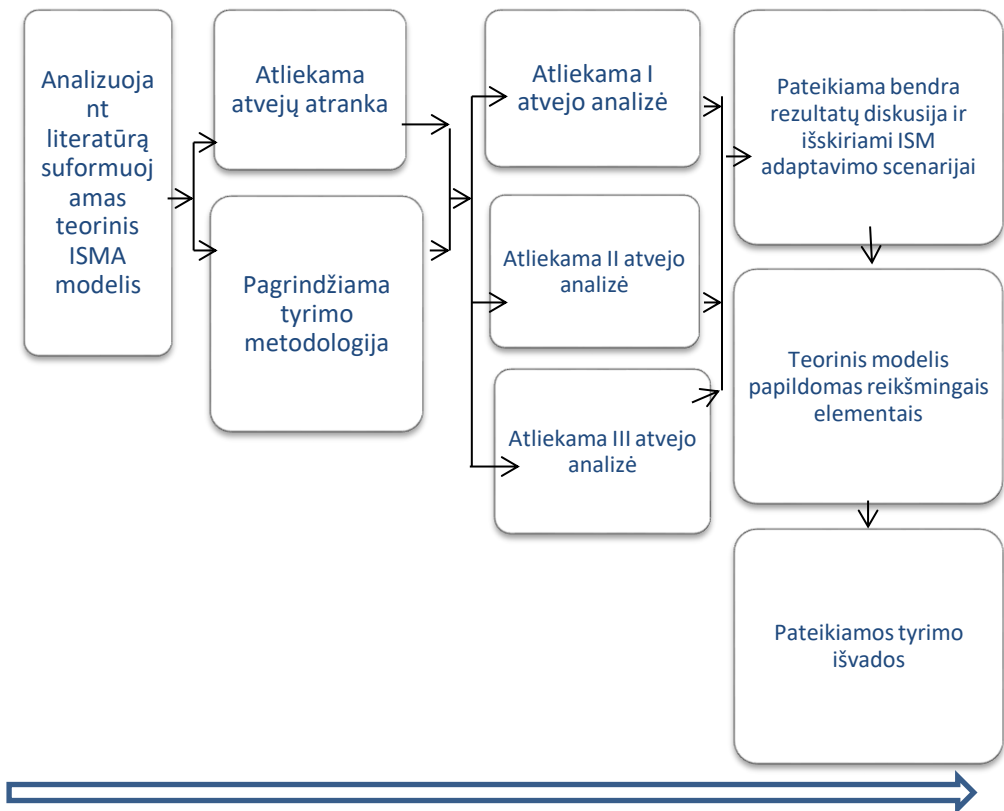 Analizuoja
nt
literatūrą
suformuoj
amas
teorinis
ISMA
modelis
Atliekama
atvejų atranka
Pagrindžiama
tyrimo
metodologija
Atliekama I
atvejo analizė
Atliekama II atvejo
analizė
Atliekama III atvejo
analizė
Pateikiama bendra
rezultatų diskusija ir
išskiriami ISM
adaptavimo scenarijai
Teorinis modelis
papildomas reikšmingais
elementais
Pateikiamos tyrimo
išvados